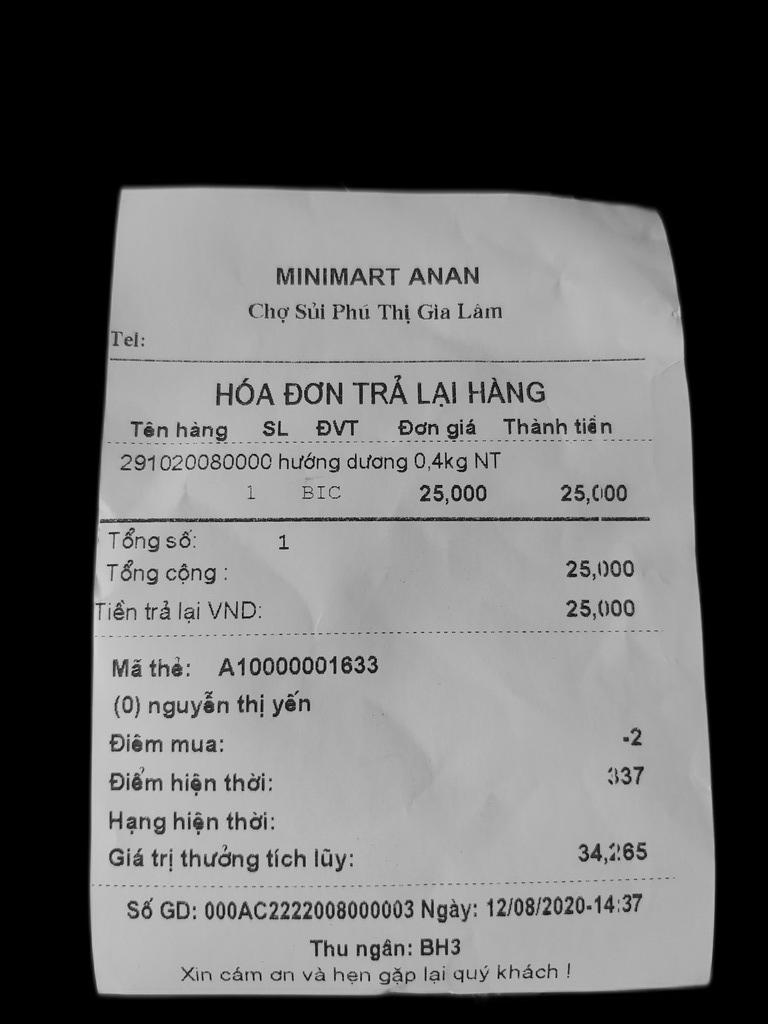 MINIMART ANAN
Chợ Sủi Phú Thị Gia Lâm
Tel:
HÓA ĐƠN TRẢ LẠI HÀNG
Tên hàng SL ĐVT Đơn giá Thành tiền
291020080000 hướng dương 0,4kg NT
1 BIC 25,000 25,000
Tổng số: 1
Tổng cộng : 25,000
Tiền trả lại VND: 25,000
Mã thẻ: A10000001633
(0) nguyễn thị yến
Điểm mua: -2
Điểm hiện thời: 337
Hạng hiện thời:
Giá trị thưởng tích lũy: 34,265
Số GD: 000AC2222008000003 Ngày: 12/08/2020-14:37
Thu ngân: BH3
Xin cám ơn và hẹn gặp lại quý khách !